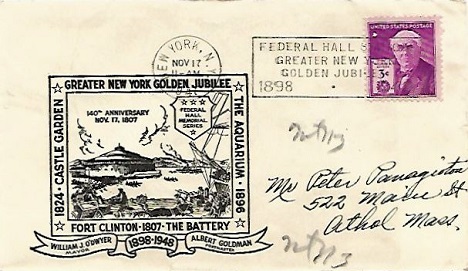 NEW YORK, N.Y.
NOV 17
FEDERAL HALL
GREATER NEW YORK
GOLDEN JUBILEE
1898
UNITED STATES POSTAGE
3¢
GREATER NEW YORK GOLDEN JUBILEE
140TH ANNIVERSARY
NOV. 17, 1807
FEDERAL
HALL
MEMORIAL
SERIES
1824 · CASTLE GARDEN
THE AQUARIUM · 1896
FORT CLINTON · 1807 · THE BATTERY
WILLIAM J. O'DWYER
MAYOR
1898-1948
ALBERT GOLDMAN
POSTMASTER
Mr Peter Panagiotou
522 Main St
Athol Mass.